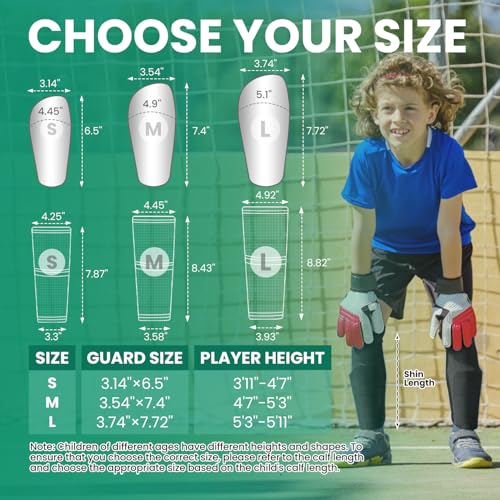 CHOOSE YOUR SIZE
3.14"
3.54"
3.74"
4.45"
4.9"
5.1"
S
M
L
6.5"
7.4"
7.72"
4.25"
4.45"
4.92"
S
M
L
7.87"
8.43"
8.82"
3.3"
3.58"
3.93"
Shin
Length
SIZE GUARD SIZE PLAYER HEIGHT
S 3.14"×6.5" 3'11"-4'7"
M 3.54"×7.4" 4'7"-5'3"
L 3.74"×7.72" 5'3"-5'11"
Note: Children of different ages have different heights and shapes. To
ensure that you choose the correct size, please refer to the calf length
and choose the appropriate size based on the child's calf length.